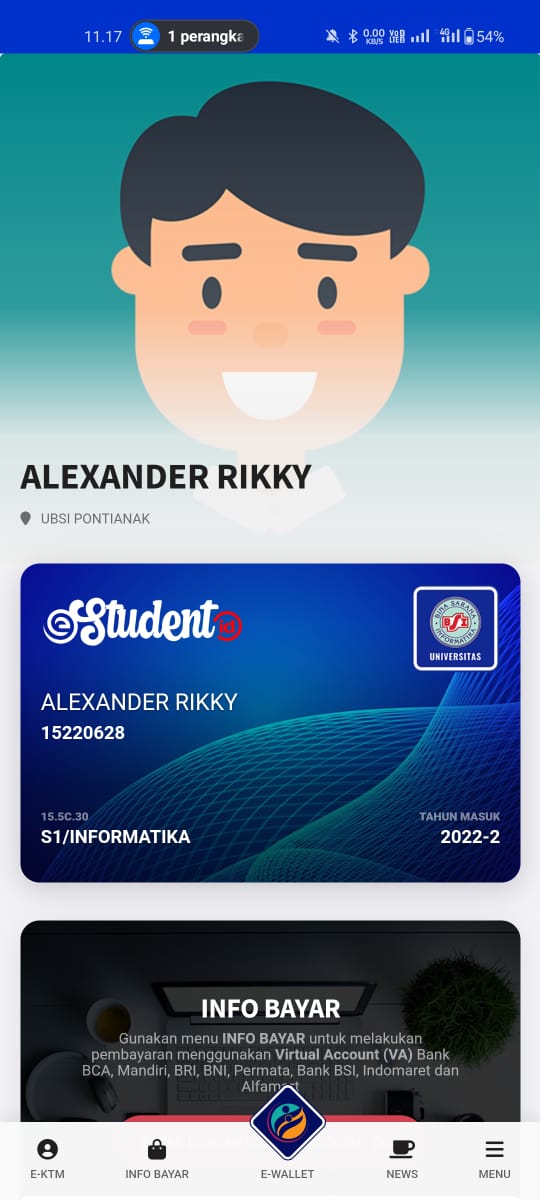 11.17
1 perangka
0.00
KB/S
4G
54%
ALEXANDER RIKKY
UBSI PONTIANAK
eStudent id
BINA SARANA
BSI
INFORMATIKA
UNIVERSITAS
ALEXANDER RIKKY
15220628
15.5C.30
TAHUN MASUK
S1/INFORMATIKA
2022-2
INFO BAYAR
Gunakan menu INFO BAYAR untuk melakukan
pembayaran menggunakan Virtual Account (VA) Bank
BCA, Mandiri, BRI, BNI, Permata, Bank BSI, Indomaret dan
Alfamart
E-KTM
INFO BAYAR
E-WALLET
NEWS
MENU